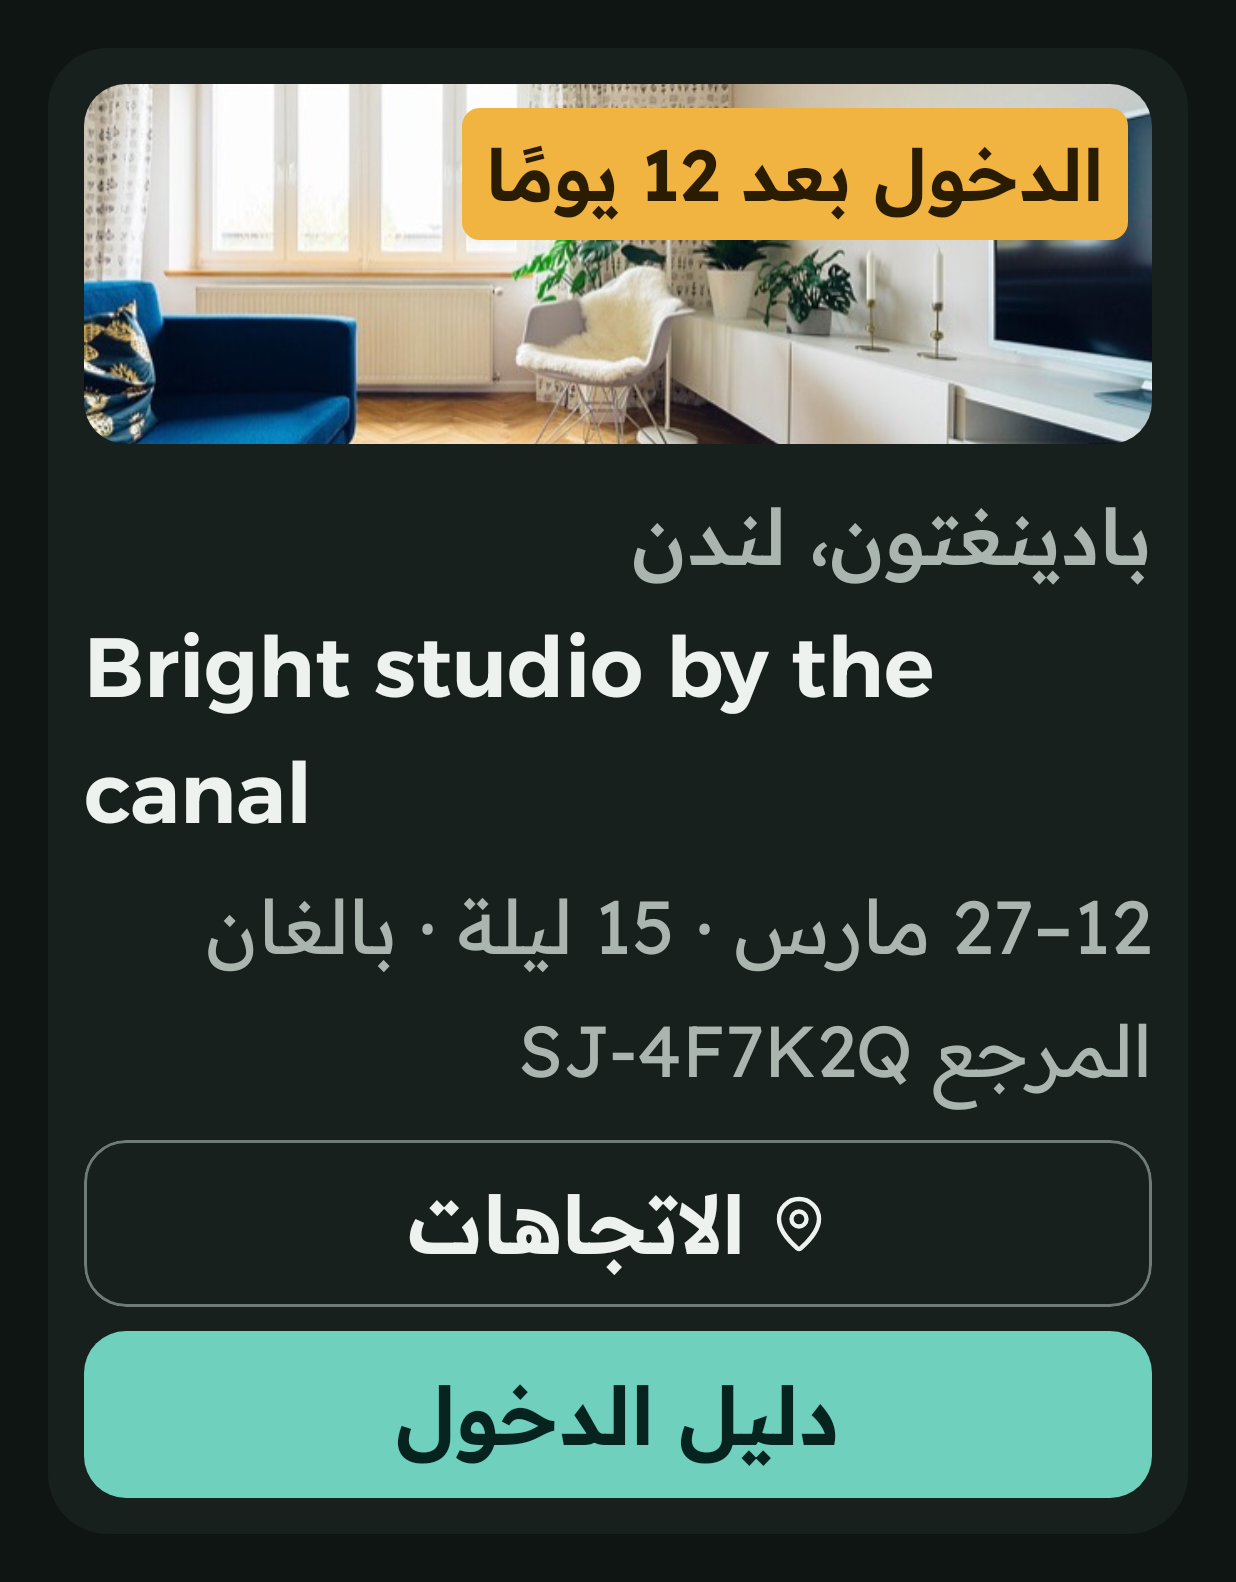 الدخول بعد 12 يومًا
بادينغتون، لندن
Bright studio by the
canal
12–27 مارس · 15 ليلة · بالغان
المرجع SJ-4F7K2Q
الاتجاهات
دليل الدخول